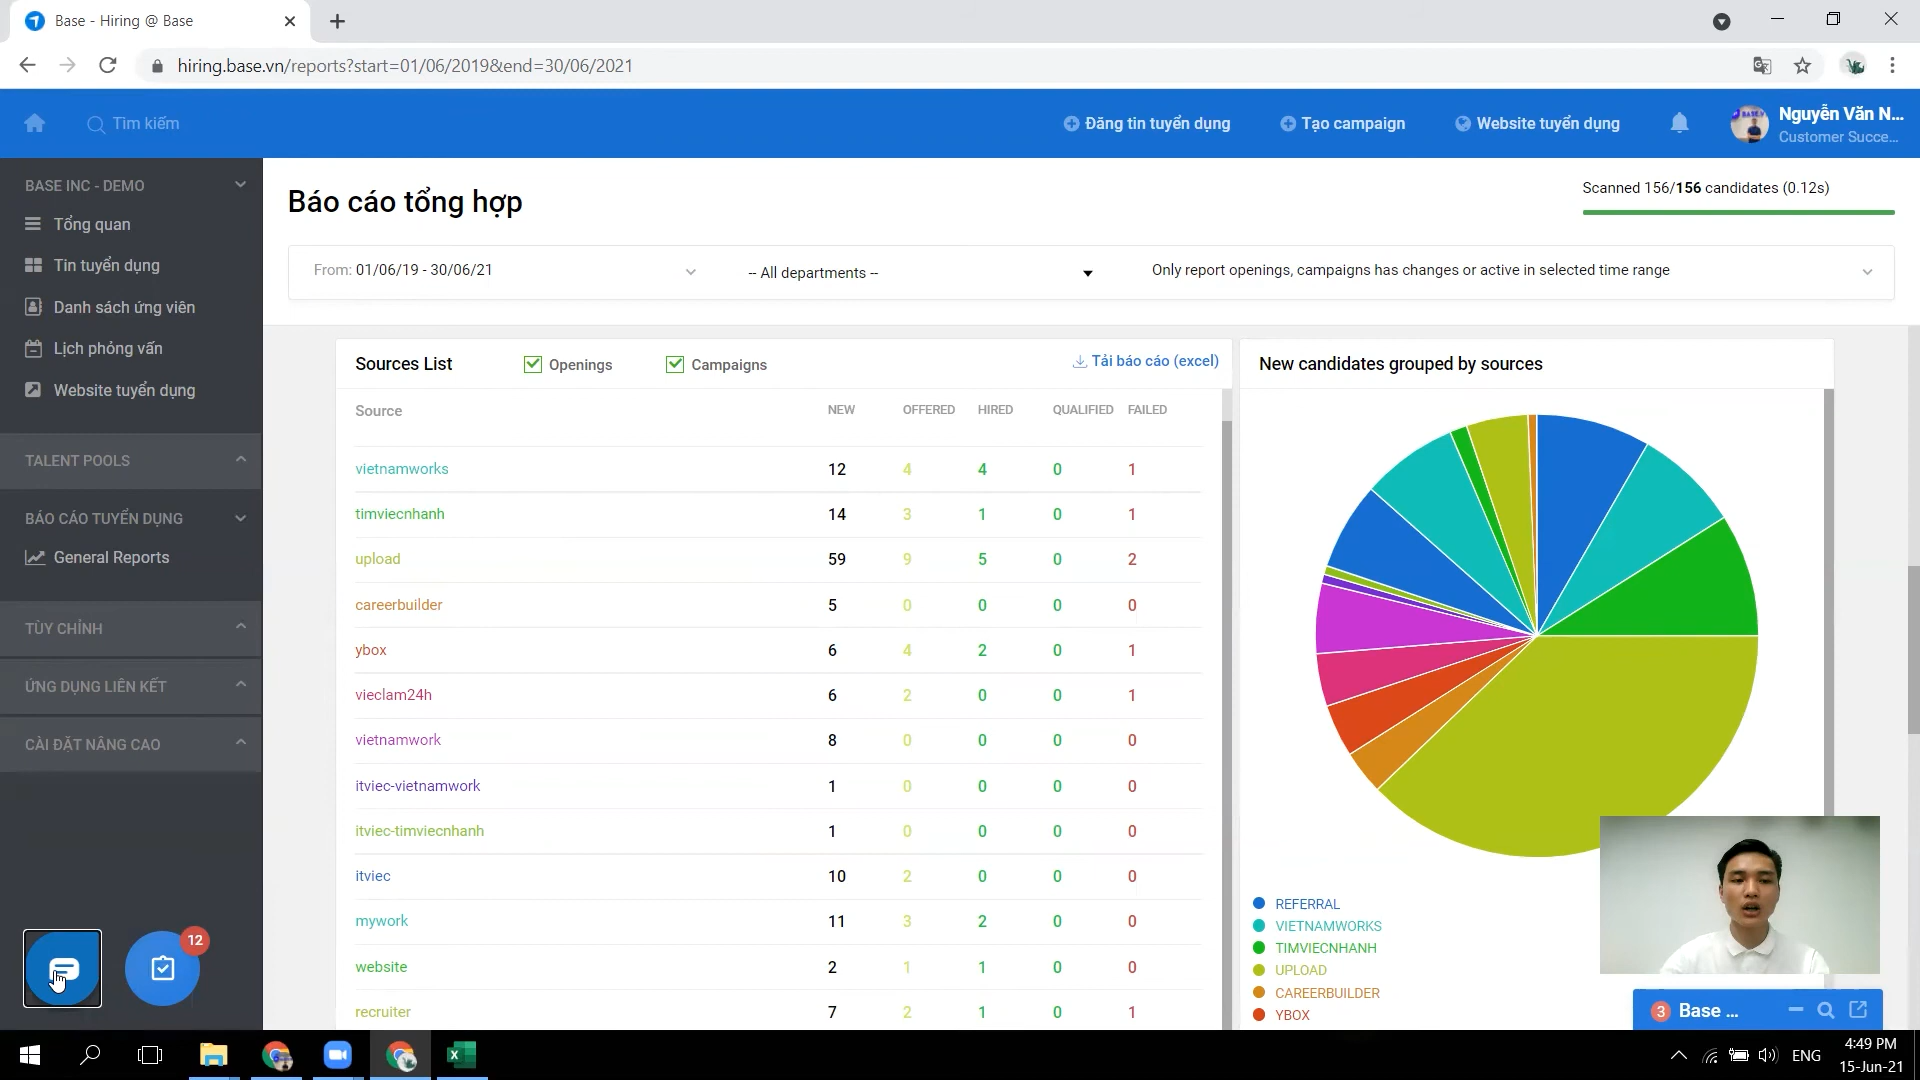 Base - Hiring @ Base
hiring.base.vn/reports?start=01/06/2019&end=30/06/2021
Tìm kiếm
Đăng tin tuyển dụng
Tạo campaign
Website tuyển dụng
Nguyễn Văn N...
Customer Succe...
BASE INC - DEMO
Tổng quan
Tin tuyển dụng
Danh sách ứng viên
Lịch phỏng vấn
Website tuyển dụng
TALENT POOLS
BÁO CÁO TUYỂN DỤNG
General Reports
TÙY CHỈNH
ỨNG DỤNG LIÊN KẾT
CÀI ĐẶT NÂNG CAO
12
Báo cáo tổng hợp
Scanned 156/156 candidates (0.12s)
From: 01/06/19 - 30/06/21
-- All departments --
Only report openings, campaigns has changes or active in selected time range
Sources List
Openings
Campaigns
Tải báo cáo (excel)
Source NEW OFFERED HIRED QUALIFIED FAILED
vietnamworks 12 4 4 0 1
timviecnhanh 14 3 1 0 1
upload 59 9 5 0 2
careerbuilder 5 0 0 0 0
ybox 6 4 2 0 1
vieclam24h 6 2 0 0 1
vietnamwork 8 0 0 0 0
itviec-vietnamwork 1 0 0 0 0
itviec-timviecnhanh 1 0 0 0 0
itviec 10 2 0 0 0
mywork 11 3 2 0 0
website 2 1 1 0 0
recruiter 7 2 1 0 1
New candidates grouped by sources
REFERRAL
VIETNAMWORKS
TIMVIECNHANH
UPLOAD
CAREERBUILDER
YBOX
3 Base ...
ENG
4:49 PM
15-Jun-21